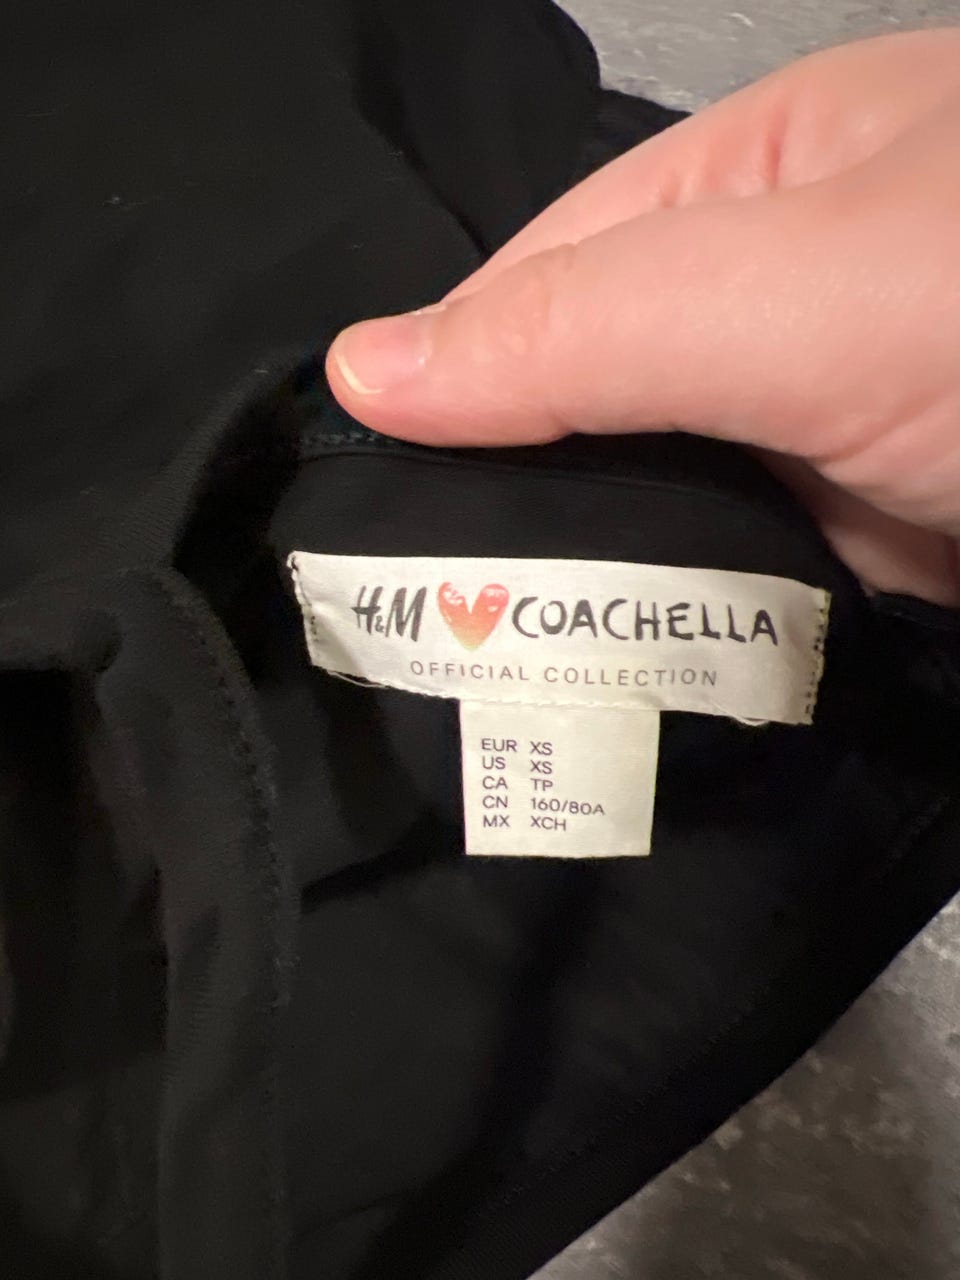 H&M COACHELLA
OFFICIAL COLLECTION
EUR XS
US XS
CA TP
CN 160/80A
MX XCH